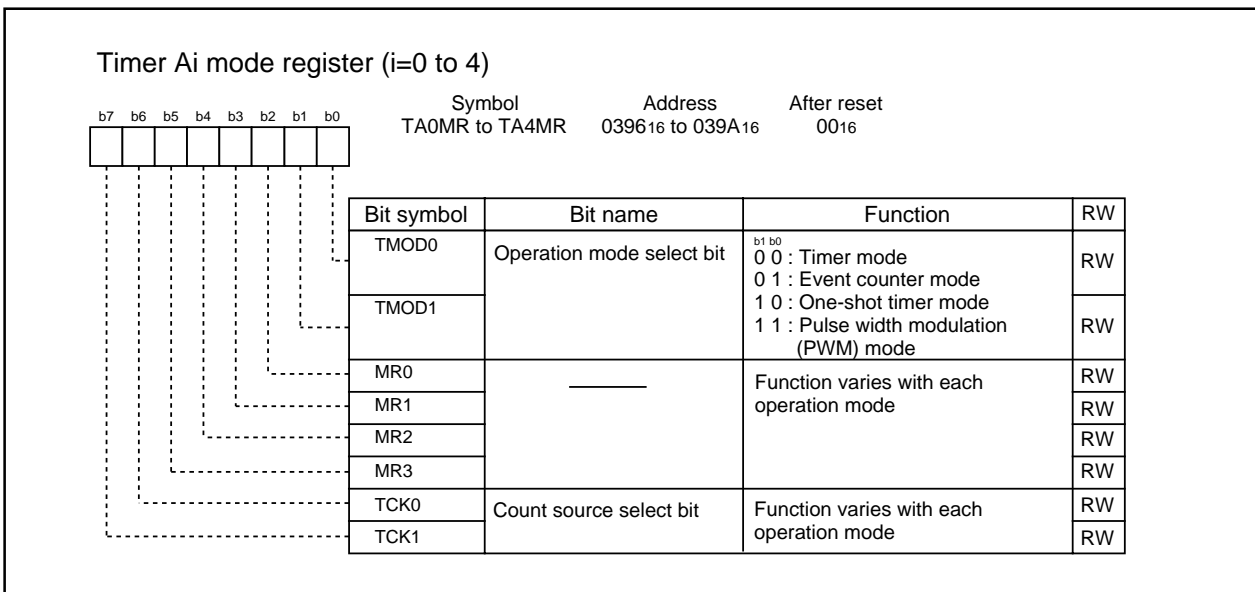 Timer Ai mode register (i=0 to 4)
Symbol Address After reset
TA0MR to TA4MR 039616 to 039A16 0016
b7 b6 b5 b4 b3 b2 b1 b0
Bit symbol Bit name Function RW
TMOD0 Operation mode select bit b1 b0
0 0 : Timer mode RW
0 1 : Event counter mode
TMOD1 1 0 : One-shot timer mode
1 1 : Pulse width modulation RW
(PWM) mode
MR0 Function varies with each RW
MR1 operation mode RW
MR2 RW
MR3 RW
TCK0 Count source select bit Function varies with each RW
TCK1 operation mode RW